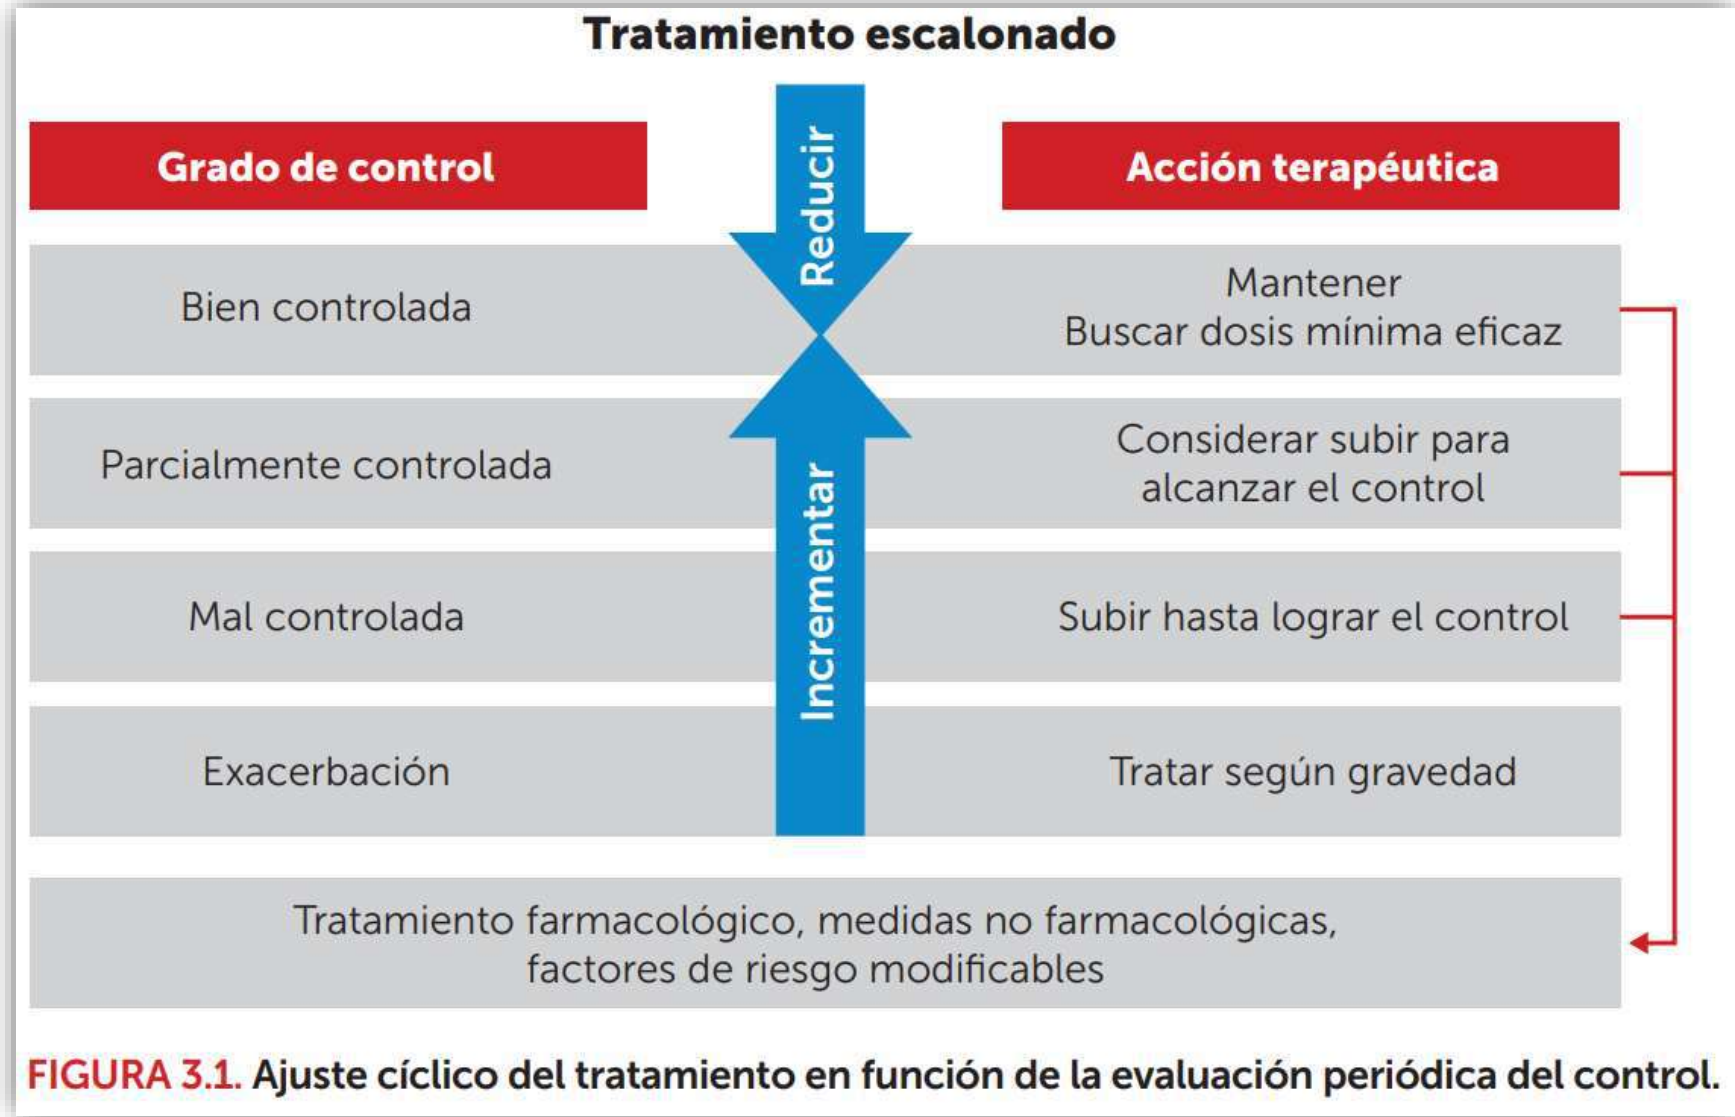 Tratamiento escalonado
Grado de control
Reducir
Acción terapéutica
Bien controlada
Mantener
Buscar dosis mínima eficaz
Parcialmente controlada
Considerar subir para
alcanzar el control
Incrementar
Mal controlada
Subir hasta lograr el control
Exacerbación
Tratar según gravedad
Tratamiento farmacológico, medidas no farmacológicas,
factores de riesgo modificables
FIGURA 3.1. Ajuste cíclico del tratamiento en función de la evaluación periódica del control.